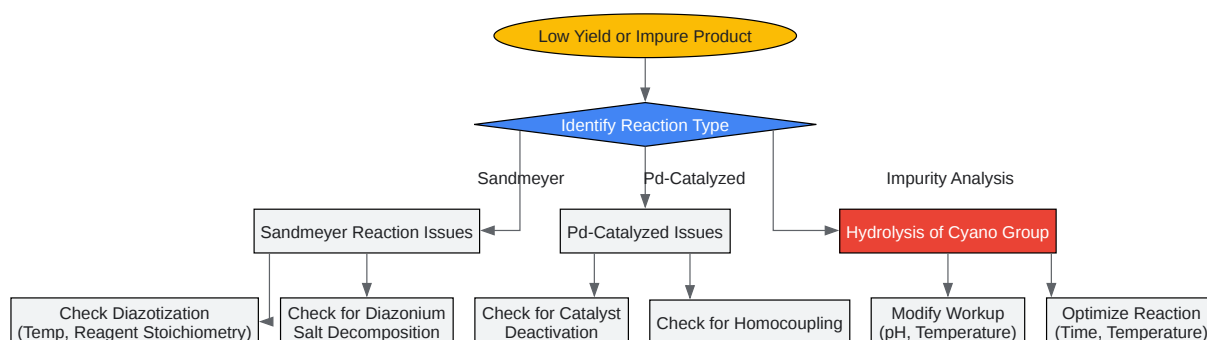 Low Yield or Impure Product
Identify Reaction Type
Sandmeyer
Pd-Catalyzed
Impurity Analysis
Sandmeyer Reaction Issues
Pd-Catalyzed Issues
Hydrolysis of Cyano Group
Check Diazotization
(Temp, Reagent Stoichiometry)
Check for Diazonium
Salt Decomposition
Check for Catalyst
Deactivation
Check for Homocoupling
Modify Workup
(pH, Temperature)
Optimize Reaction
(Time, Temperature)